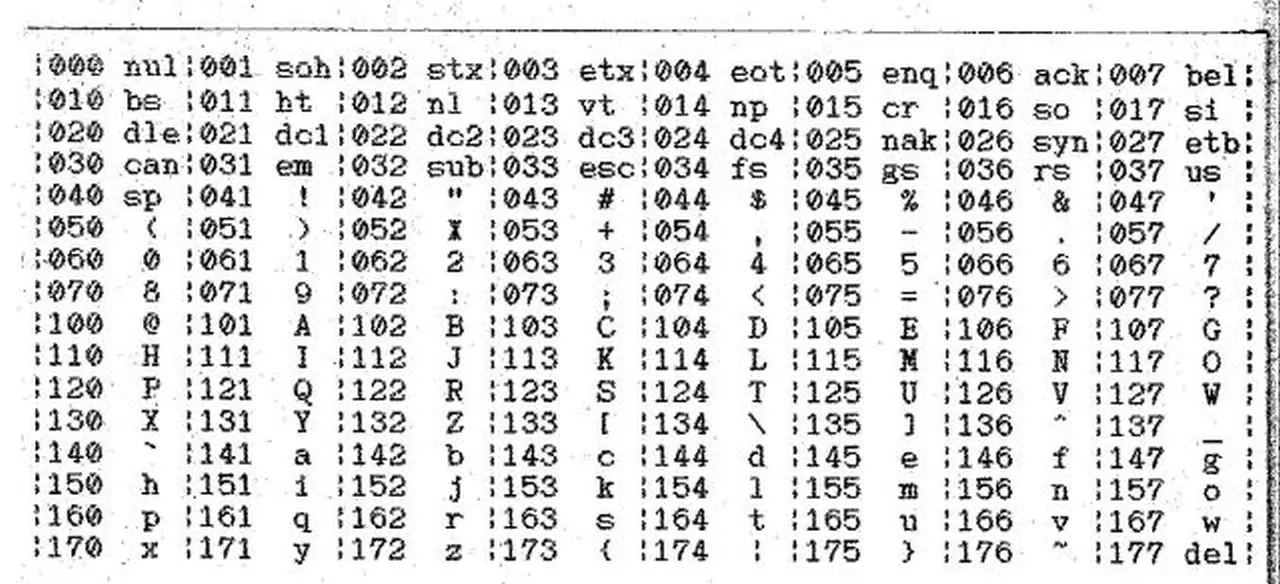 |000 nul|001 soh|002 stx|003 etx|004 eot|005 enq|006 ack|007 bel|
|010 bs |011 ht |012 nl |013 vt |014 np |015 cr |016 so |017 si |
|020 dle|021 dc1|022 dc2|023 dc3|024 dc4|025 nak|026 syn|027 etb|
|030 can|031 em |032 sub|033 esc|034 fs |035 gs |036 rs |037 us |
|040 sp |041 ! |042 " |043 # |044 $ |045 % |046 & |047 ' |
|050 ( |051 ) |052 * |053 + |054 , |055 - |056 . |057 / |
|060 0 |061 1 |062 2 |063 3 |064 4 |065 5 |066 6 |067 7 |
|070 8 |071 9 |072 : |073 ; |074 < |075 = |076 > |077 ? |
|100 @ |101 A |102 B |103 C |104 D |105 E |106 F |107 G |
|110 H |111 I |112 J |113 K |114 L |115 M |116 N |117 O |
|120 P |121 Q |122 R |123 S |124 T |125 U |126 V |127 W |
|130 X |131 Y |132 Z |133 [ |134 \ |135 ] |136 ^ |137 _ |
|140 ` |141 a |142 b |143 c |144 d |145 e |146 f |147 g |
|150 h |151 i |152 j |153 k |154 l |155 m |156 n |157 o |
|160 p |161 q |162 r |163 s |164 t |165 u |166 v |167 w |
|170 x |171 y |172 z |173 { |174 | |175 } |176 ~ |177 del|